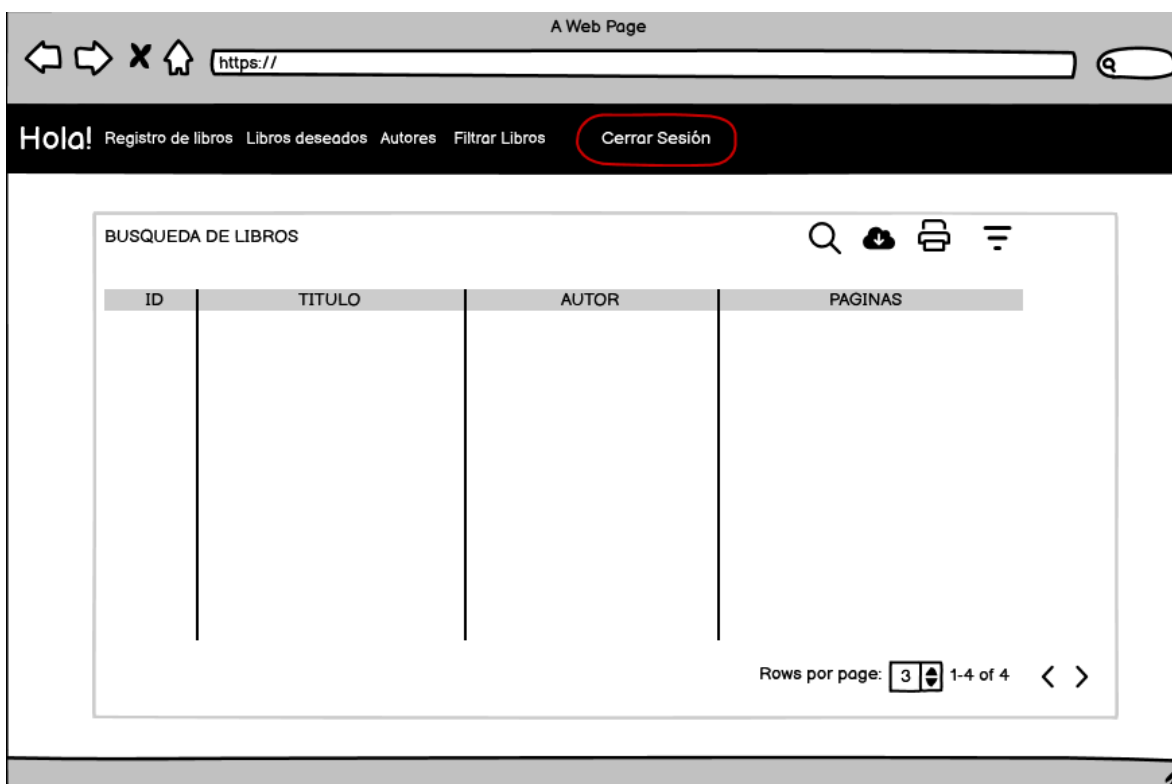 A Web Page
https://
Hola! Registro de libros Libros deseados Autores Filtrar Libros Cerrar Sesión
BUSQUEDA DE LIBROS
ID TITULO AUTOR PAGINAS
Rows por page: 3 1-4 of 4